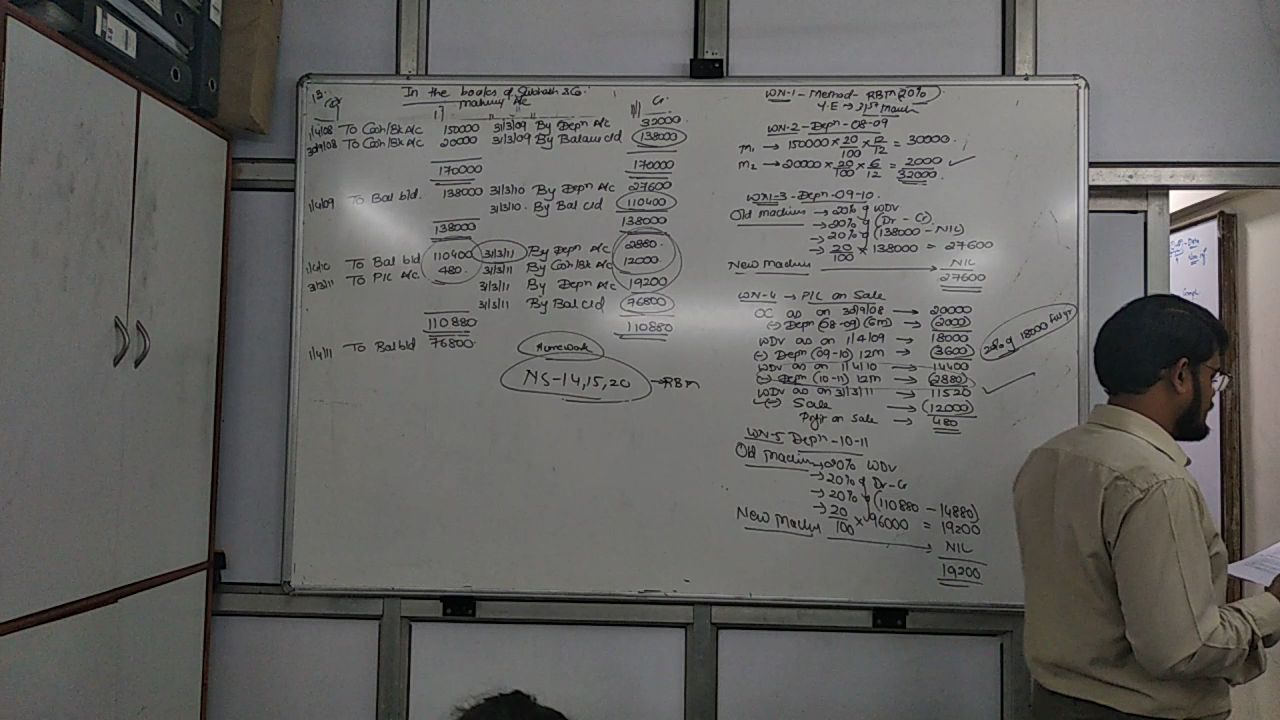 In the books of Subhash & Co.
Dr
machinery A/c
Cr
1/4/08 To Cash/Bk A/c 150000 31/3/09 By Depn A/c 32000
30/9/08 To Cash/Bk A/c 20000 31/3/09 By Balance c/d 138000
170000 170000
1/4/09 To Bal b/d. 138000 31/3/10 By Depn A/c 27600
31/3/10. By Bal c/d 110400
138000 138000
1/4/10 To Bal b/d 110400 31/3/11 By Depn A/c 2880
31/3/11 To P/L A/c. 480 31/3/11 By Cash/Bk A/c 12000
31/3/11 By Depn A/c 19200
31/3/11 By Bal c/d 76800
110880 110880
1/4/11 To Bal b/d 76800
Homework
NS-14,15,20 → RBM
WN-1 - Method - RBM 20%
Y.E → 31st March
WN-2 - Depn - 08-09
M1 → 150000 × 20/100 × 12/12 = 30000.
M2 → 20000 × 20/100 × 6/12 = 2000
32000
WN-3 - Depn - 09-10.
Old machines → 20% of WDV
→ 20% of (Dr - Cr)
→ 20% of (138000 - NIL)
→ 20/100 × 138000 = 27600
New Machine → NIL
27600
WN-4 → P/L on Sale
OC as on 30/9/08 → 20000
(-) Depn (08-09) (6m) → (2000)
WDV as on 1/4/09 → 18000
(-) Depn (09-10) 12m → (3600) 20% of 18000 full yr
WDV as on 1/4/10 → 14400
(-) Depn (10-11) 12m → (2880)
WDV as on 31/3/11 → 11520
(-) Sale → (12000)
Profit on Sale → 480
WN-5 Depn - 10-11
Old Machines → 20% WDV
→ 20% of Dr - Cr
→ 20% of (110880 - 14880)
→ 20/100 × 96000 = 19200
New Machine → NIL
19200